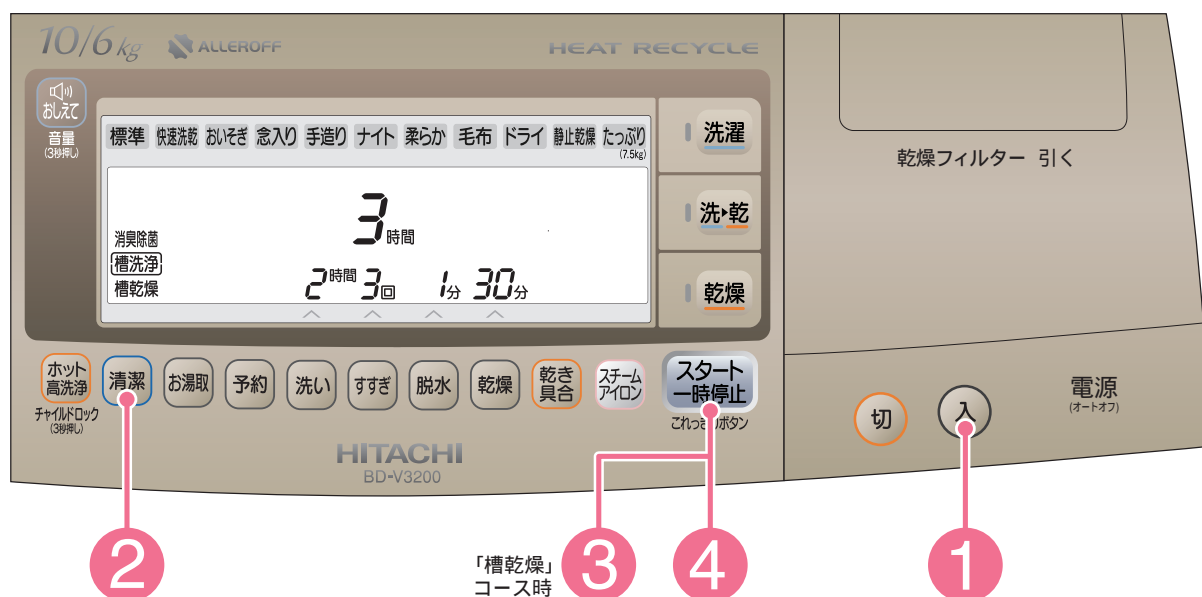 10/6kg ALLEROFF HEAT RECYCLE
おしえて
音量
(3秒押し)
標準 快速洗乾 おいそぎ 念入り 手造り ナイト 柔らか 毛布 ドライ 静止乾燥 たっぷり
(7.5kg)
3時間
消臭除菌
槽洗浄
槽乾燥
2時間 3回 1分 30分
洗濯
洗▸乾
乾燥
乾燥フィルター 引く
ホット
高洗浄
チャイルドロック
(3秒押し)
清潔
お湯取
予約
洗い
すすぎ
脱水
乾燥
乾き
具合
スチーム
アイロン
スタート
一時停止
これっきりボタン
切
入
電源
(オートオフ)
HITACHI
BD-V3200
2
「槽乾燥」
コース時
3
4
1